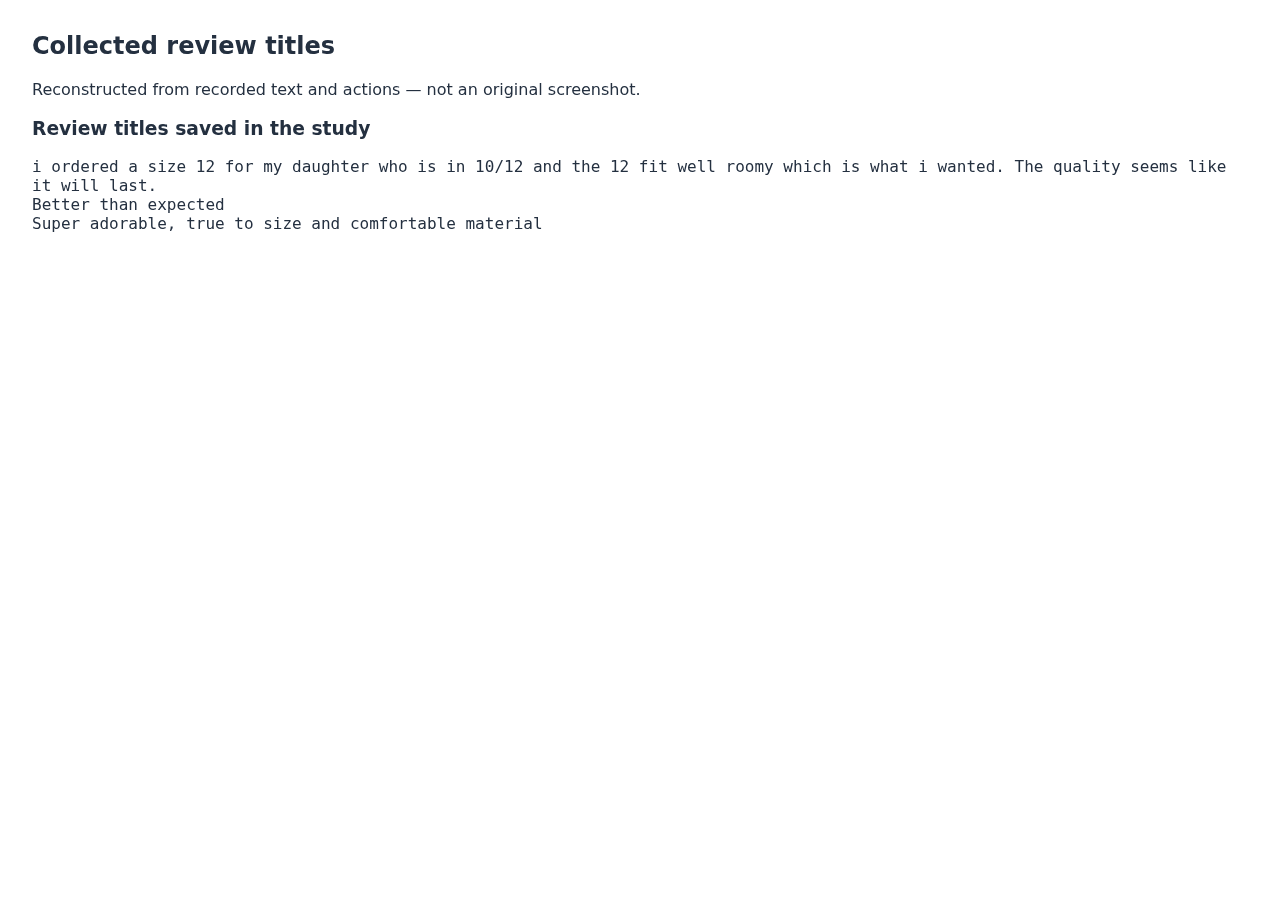 Collected review titles
Reconstructed from recorded text and actions — not an original screenshot.
Review titles saved in the study
i ordered a size 12 for my daughter who is in 10/12 and the 12 fit well roomy which is what i wanted. The quality seems like
it will last.
Better than expected
Super adorable, true to size and comfortable material